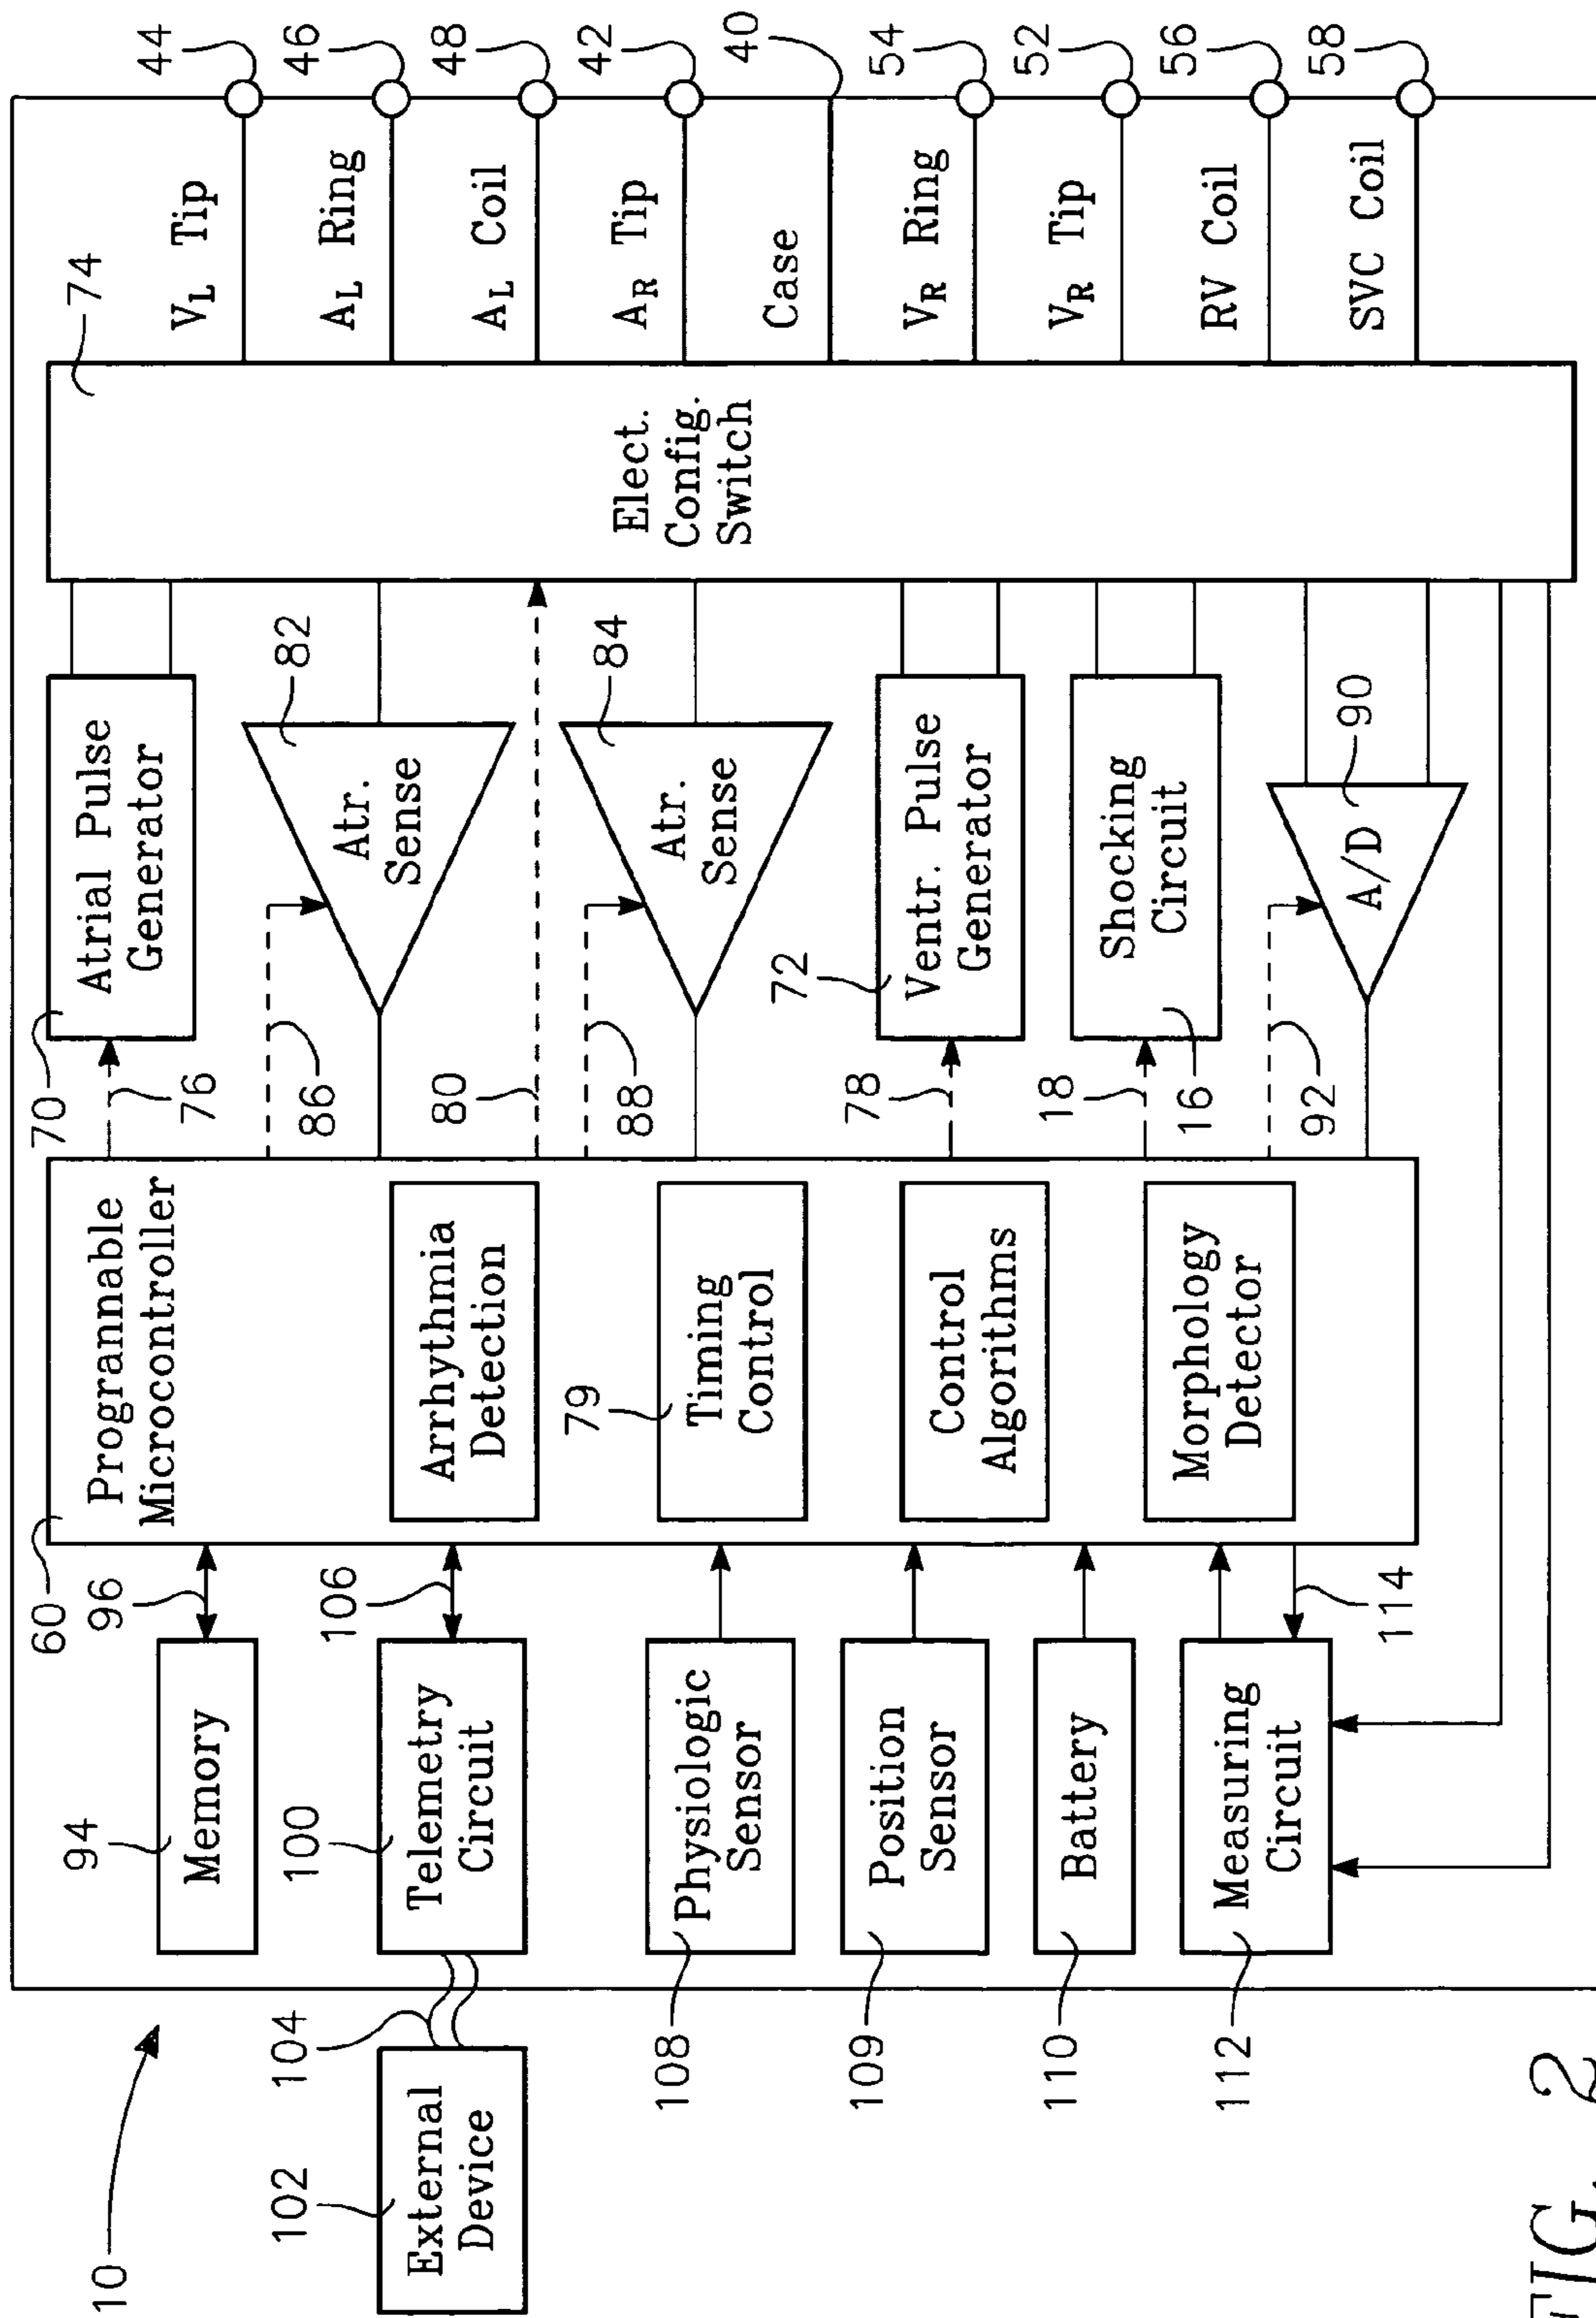 10
102
External
Device
104
60
96
94
Memory
106
100
Telemetry
Circuit
108
Physiologic
Sensor
109
Position
Sensor
110
Battery
112
Measuring
Circuit
114
Progrannable
Microcontroller
Arrhythmia
Detection
79
Timing
Control
Control
Algorithms
Morphology
Detector
70
76
Atrial Pulse
Generator
86
82
Atr.
Sense
80
88
84
Atr.
Sense
78
72
Ventr. Pulse
Generator
18
16
Shocking
Circuit
92
90
A/D
74
Elect.
Config.
Switch
VL Tip
44
AL Ring
46
AL Coil
48
AR Tip
42
Case
40
VR Ring
54
VR Tip
52
RV Coil
56
SVC Coil
58
FIG. 2